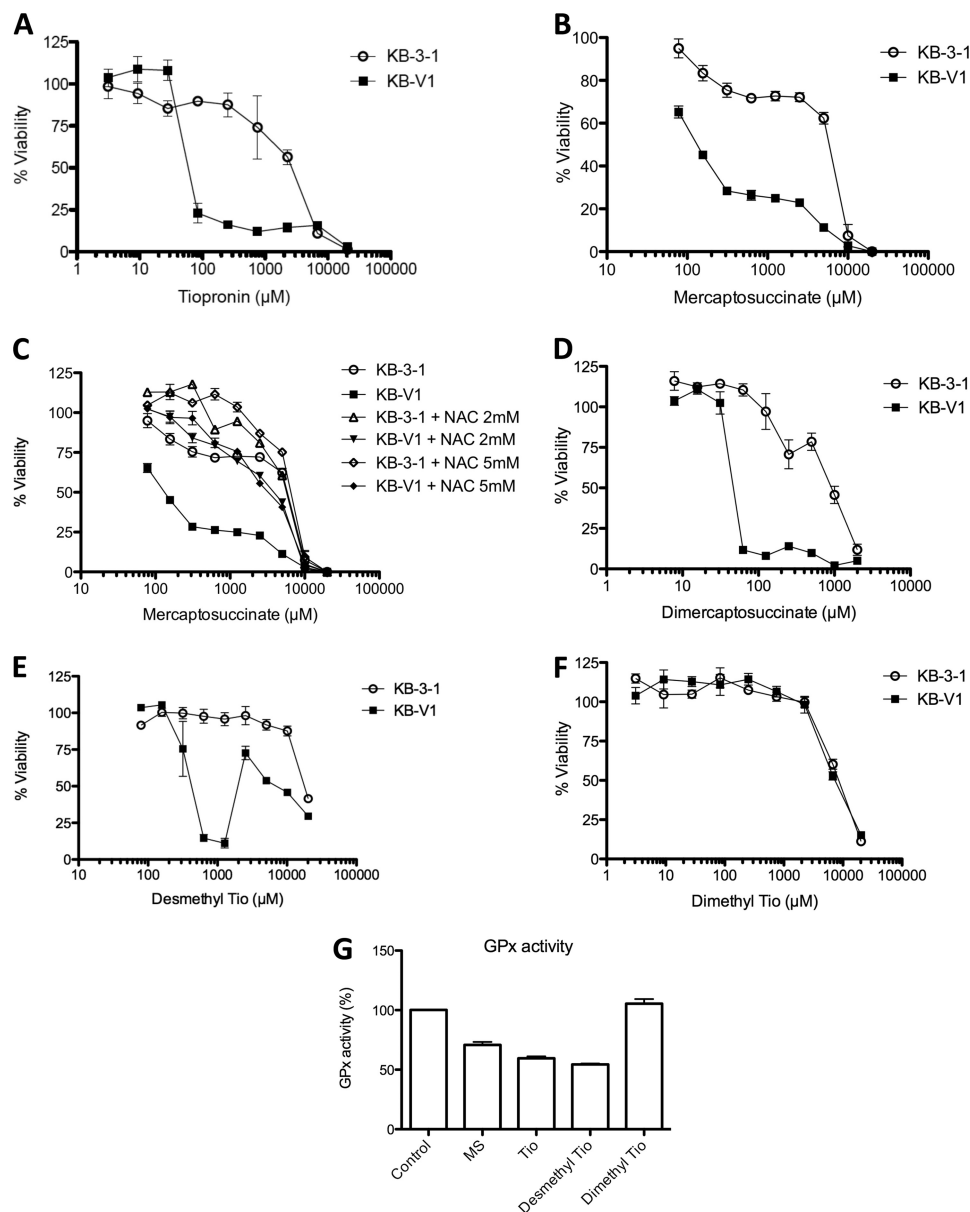 A
125
100
75
50
25
0
% Viability
1 10 100 1000 10000 100000
Tiopronin (µM)
KB-3-1
KB-V1
B
100
80
60
40
20
0
% Viability
10 100 1000 10000 100000
Mercaptosuccinate (µM)
KB-3-1
KB-V1
C
125
100
75
50
25
0
% Viability
10 100 1000 10000 100000
Mercaptosuccinate (µM)
KB-3-1
KB-V1
KB-3-1 + NAC 2mM
KB-V1 + NAC 2mM
KB-3-1 + NAC 5mM
KB-V1 + NAC 5mM
D
125
100
75
50
25
0
% Viability
1 10 100 1000 10000
Dimercaptosuccinate (µM)
KB-3-1
KB-V1
E
125
100
75
50
25
0
% Viability
10 100 1000 10000 100000
Desmethyl Tio (µM)
KB-3-1
KB-V1
F
125
100
75
50
25
0
% Viability
1 10 100 1000 10000 100000
Dimethyl Tio (µM)
KB-3-1
KB-V1
G
GPx activity
150
100
50
0
GPx activity (%)
Control
MS
Tio
Desmethyl Tio
Dimethyl Tio